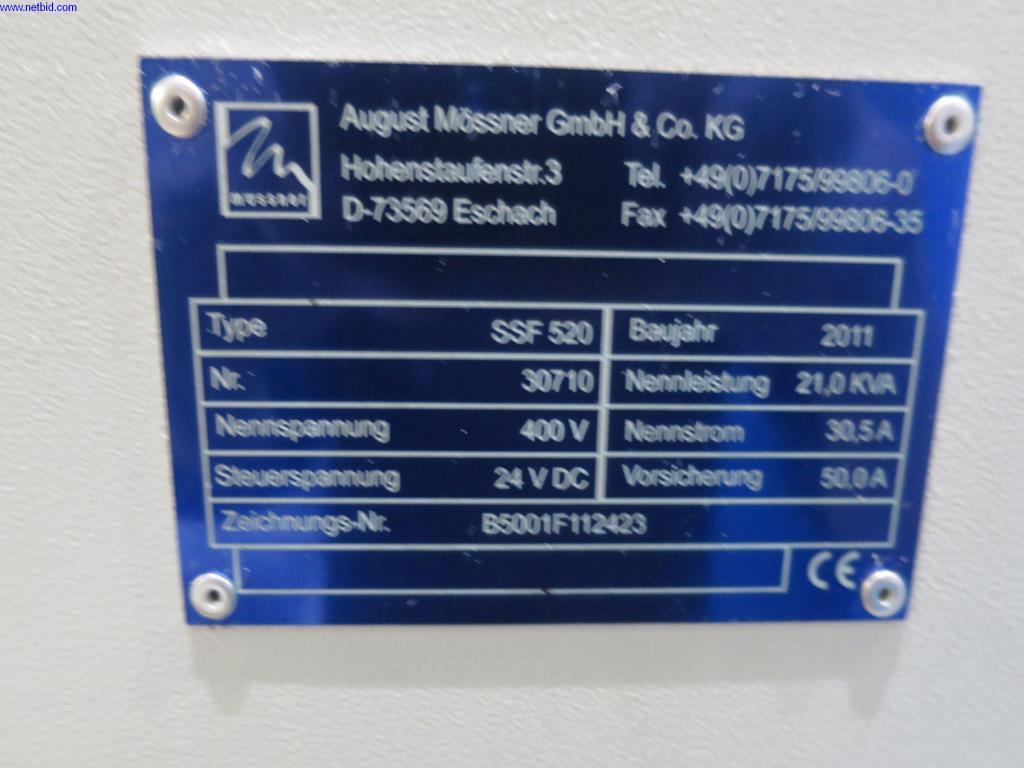 www.netbid.com
August Mössner GmbH & Co. KG
Hohenstaufenstr.3 Tel. +49(0)7175/99806-0
D-73569 Eschach Fax +49(0)7175/99806-35
mössner
Type SSF 520 Baujahr 2011
Nr. 30710 Nennleistung 21,0 KVA
Nennspannung 400 V Nennstrom 30,5 A
Steuerspannung 24 V DC Vorsicherung 50,0 A
Zeichnungs-Nr. B5001F112423
CE